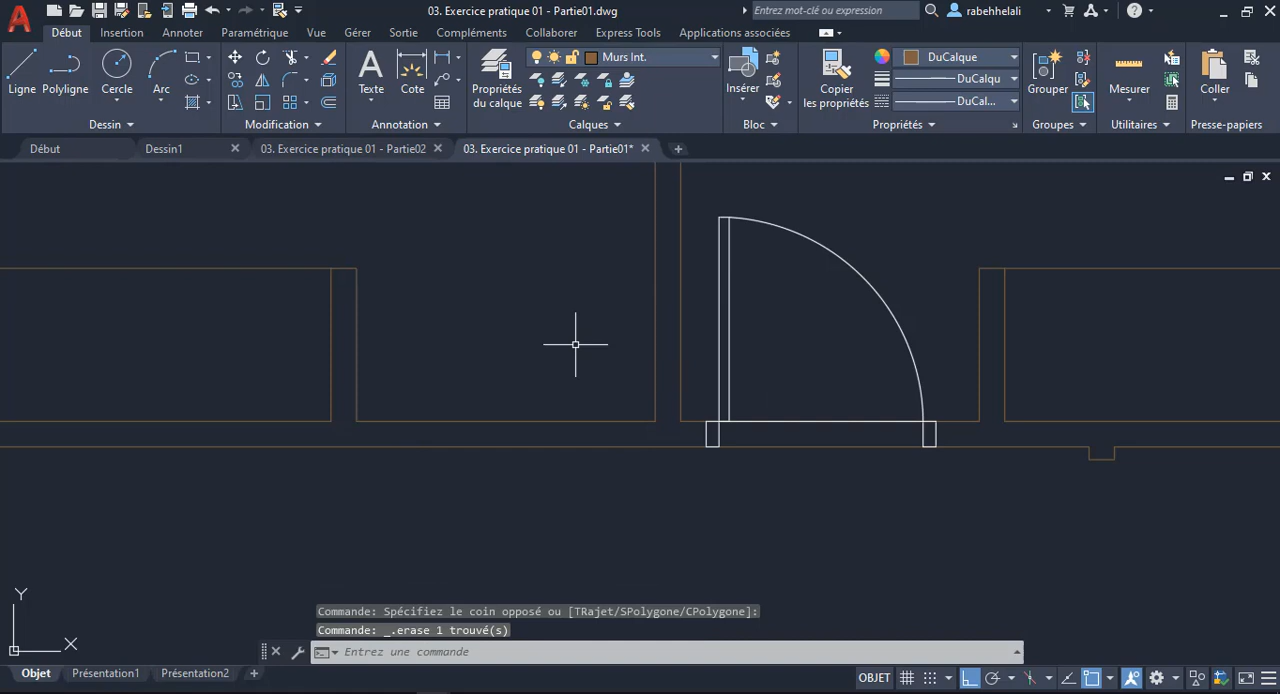 03. Exercice pratique 01 - Partie01.dwg
Entrez mot-clé ou expression
rabehhelali
Début Insertion Annoter Paramétrique Vue Gérer Sortie Compléments Collaborer Express Tools Applications associées
Ligne Polyligne Cercle Arc
Dessin
Modification
Texte Cote
Annotation
Propriétés du calque
Murs Int.
Calques
Insérer
Bloc
Copier les propriétés
DuCalque
DuCalqu
DuCal...
Propriétés
Grouper
Groupes
Mesurer
Utilitaires
Coller
Presse-papiers
Début Dessin1 03. Exercice pratique 01 - Partie02 03. Exercice pratique 01 - Partie01*
Y
X
Commande: Spécifiez le coin opposé ou [TRajet/SPolygone/CPolygone]:
Commande: _.erase 1 trouvé(s)
Entrez une commande
Objet Présentation1 Présentation2
OBJET